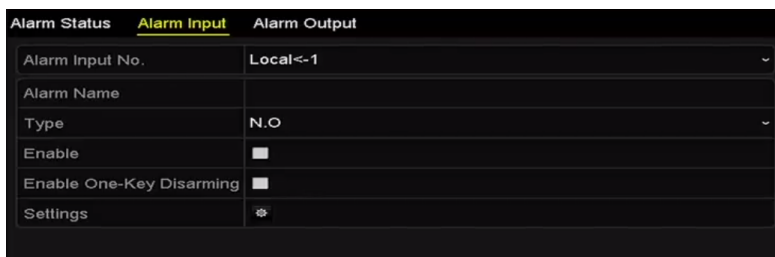 Alarm Status Alarm Input Alarm Output
Alarm Input No. Local<-1
Alarm Name
Type N.O
Enable
Enable One-Key Disarming
Settings